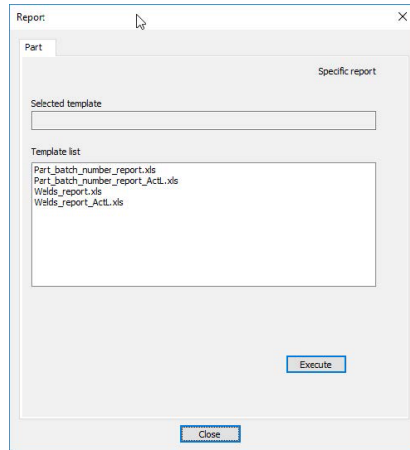 Report
Part
Specific report
Selected template
Template list
Part_batch_number_report.xls
Part_batch_number_report_ActL.xls
Welds_report.xls
Welds_report_ActL.xls
Execute
Close